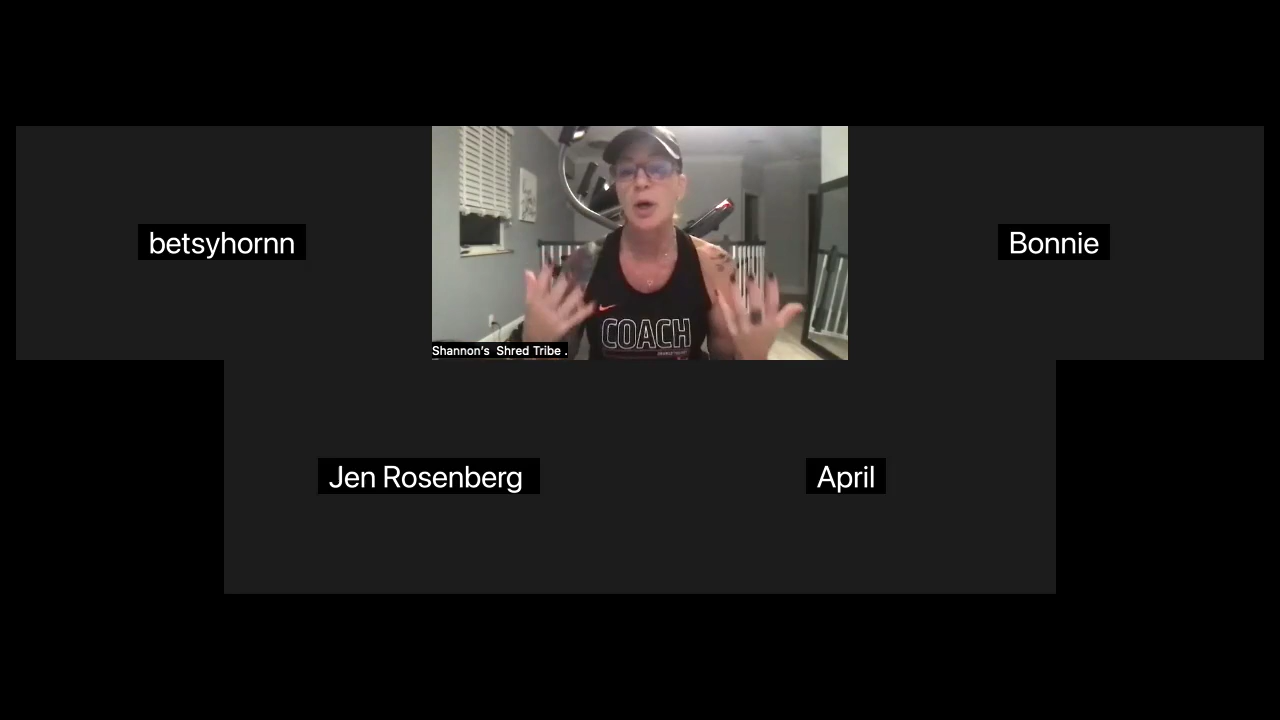 betsyhornn
COACH
Shannon's Shred Tribe .
Bonnie
Jen Rosenberg
April